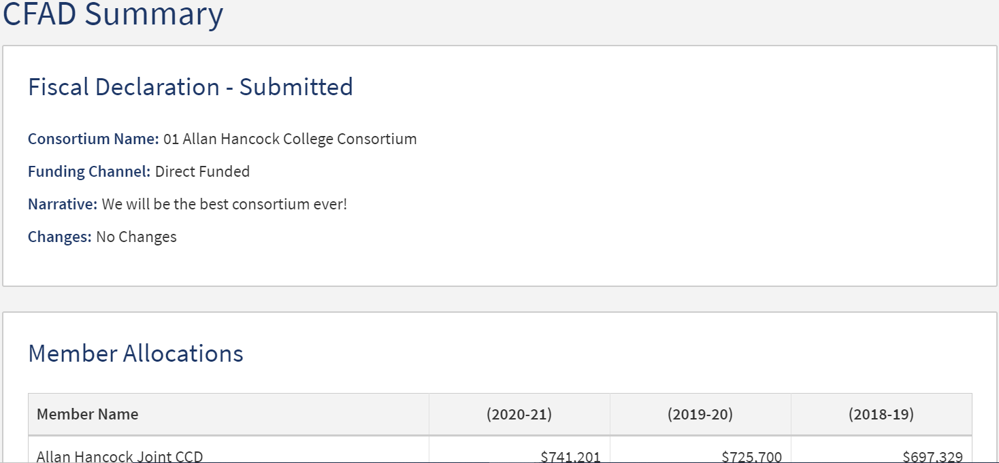 CFAD Summary
Fiscal Declaration - Submitted
Consortium Name: 01 Allan Hancock College Consortium
Funding Channel: Direct Funded
Narrative: We will be the best consortium ever!
Changes: No Changes
Member Allocations
Member Name (2020-21) (2019-20) (2018-19)
Allan Hancock Joint CCD $741,201 $725,700 $697,329